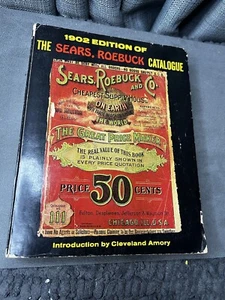 1902 EDITION OF
THE SEARS, ROEBUCK CATALOGUE
SEARS, ROEBUCK
AND CO.
CHEAPEST SUPPLY HOUSE
ON EARTH
THE WORLD
THE GREAT PRICE MAKER
THE REAL VALUE OF THIS BOOK
IS PLAINLY SHOWN IN
EVERY PRICE QUOTATION
PRICE 50 CENTS
111
CHICAGO, ILL. U.S.A.
Introduction by Cleveland Amory